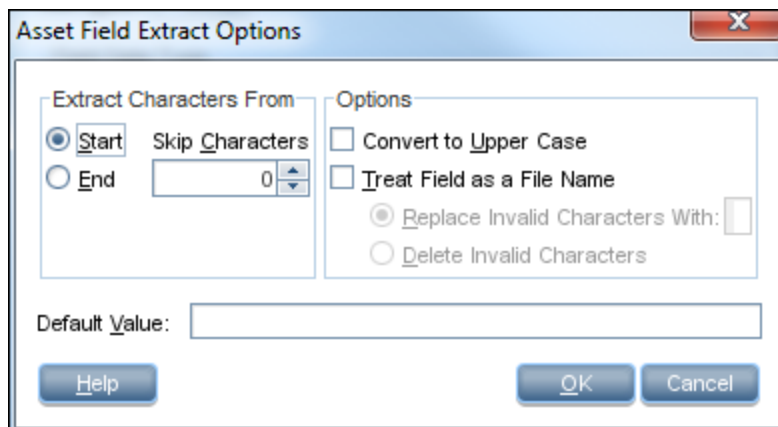 Asset Field Extract Options
Extract Characters From
Start Skip Characters
End 0
Options
Convert to Upper Case
Treat Field as a File Name
Replace Invalid Characters With:
Delete Invalid Characters
Default Value:
Help OK Cancel